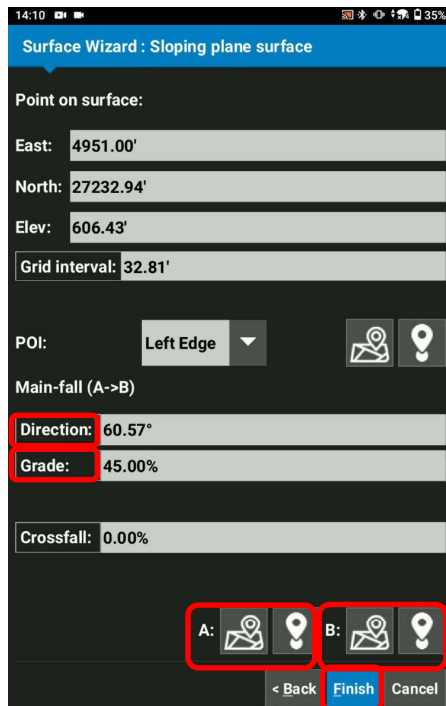 14:10 35%
Surface Wizard : Sloping plane surface
Point on surface:
East: 4951.00'
North: 27232.94'
Elev: 606.43'
Grid interval: 32.81'
POI: Left Edge
Main-fall (A->B)
Direction: 60.57°
Grade: 45.00%
Crossfall: 0.00%
A: B:
< Back Finish Cancel